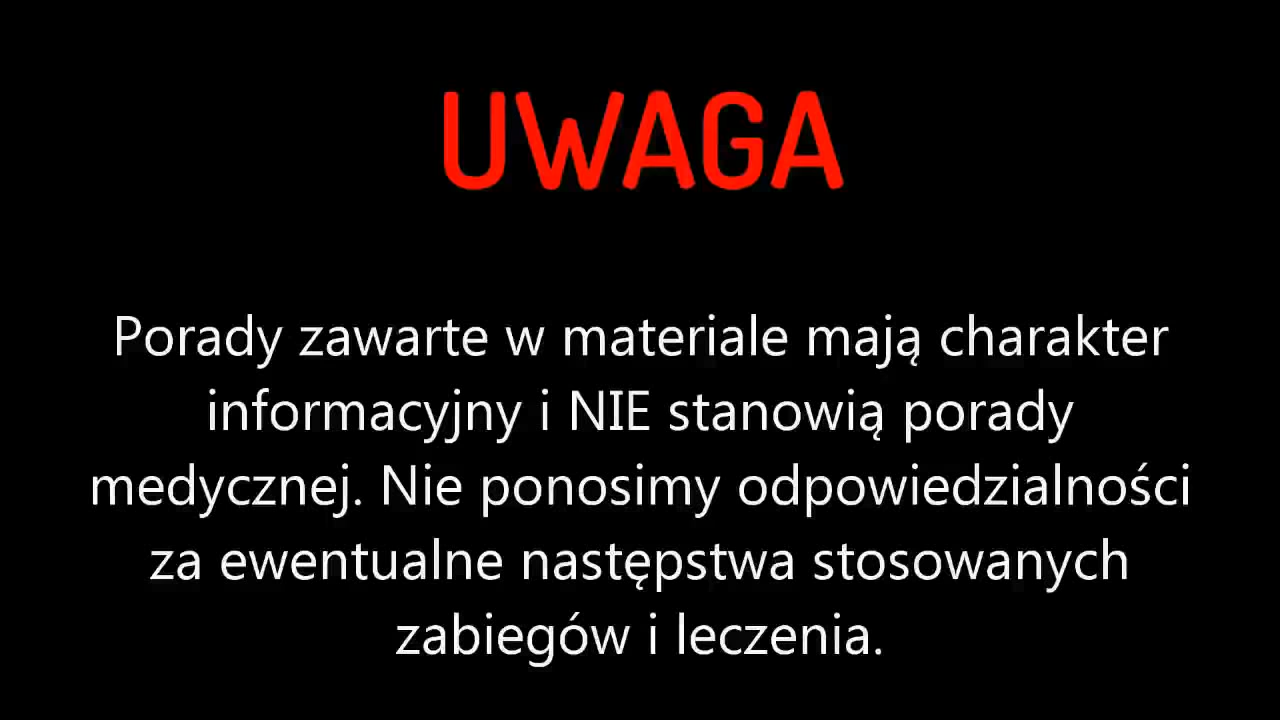 UWAGA
Porady zawarte w materiale mają charakter
informacyjny i NIE stanowią porady
medycznej. Nie ponosimy odpowiedzialności
za ewentualne następstwa stosowanych
zabiegów i leczenia.